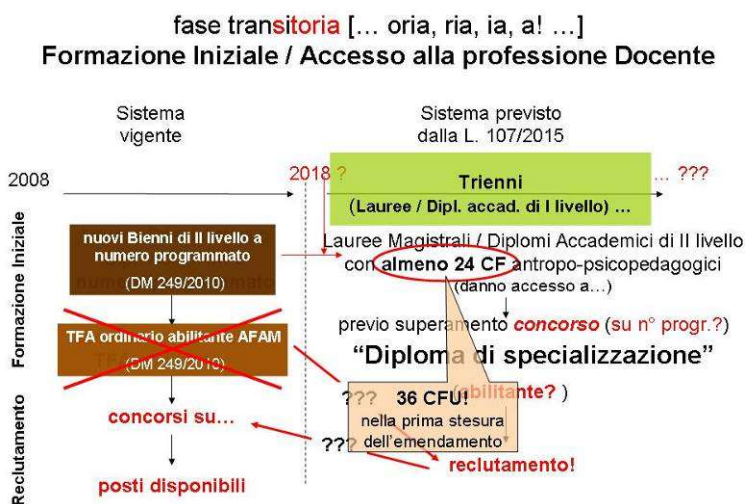 fase transitoria [… oria, ria, ia, a! …]
Formazione Iniziale / Accesso alla professione Docente
Sistema
vigente
Sistema previsto
dalla L. 107/2015
2008
2018 ?
… ???
Trienni
(Lauree / Dipl. accad. di I livello) …
Formazione Iniziale
nuovi Bienni di II livello a
numero programmato
(DM 249/2010)
Lauree Magistrali / Diplomi Accademici di II livello
con almeno 24 CF antropo-psicopedagogici
(danno accesso a…)
TFA ordinario abilitante AFAM
(DM 249/2010)
previo superamento concorso (su n° progr.?)
“Diploma di specializzazione”
(abilitante? )
???
36 CFU!
nella prima stesura
dell’emendamento
Reclutamento
concorsi su…
???
reclutamento!
posti disponibili